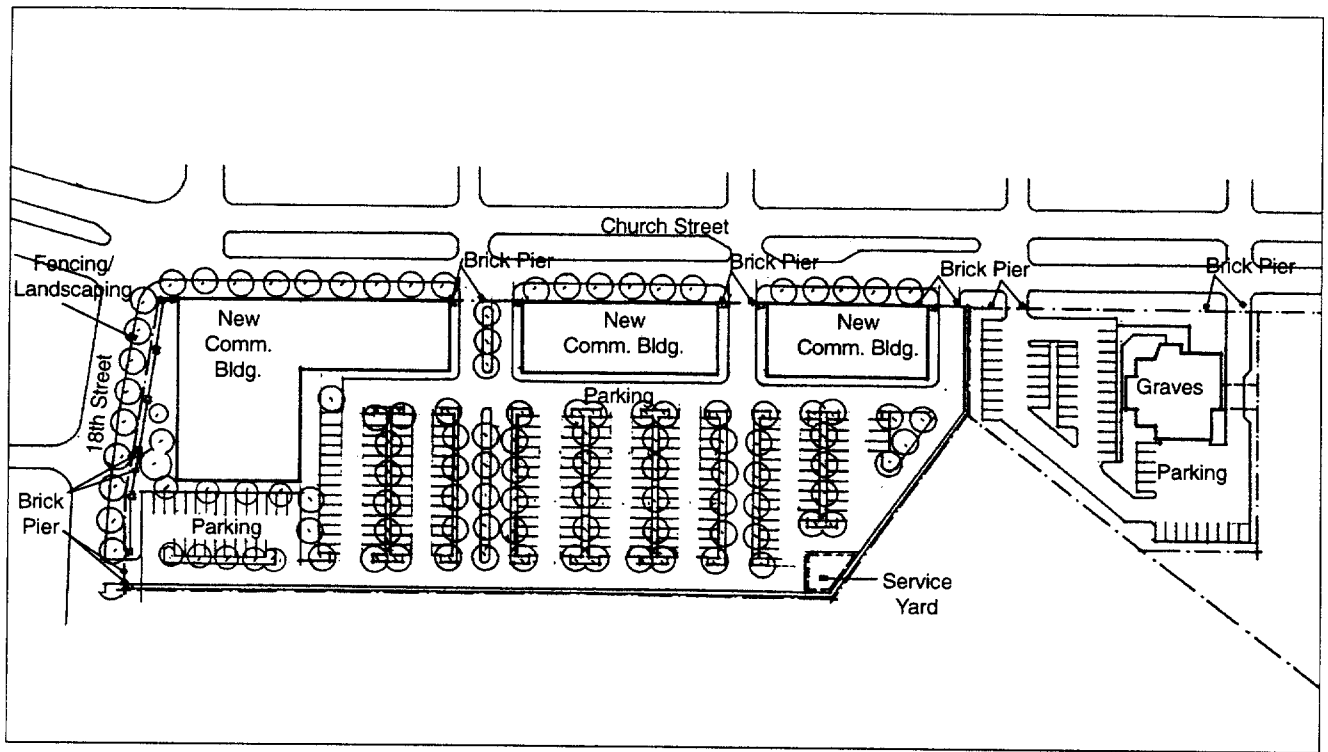 Church Street
Fencing/
Landscaping
Brick Pier
Brick Pier
Brick Pier
Brick Pier
New
Comm. Bldg.
New
Comm. Bldg.
New
Comm. Bldg.
18th Street
Graves
Parking
Parking
Brick
Pier
Parking
Service
Yard